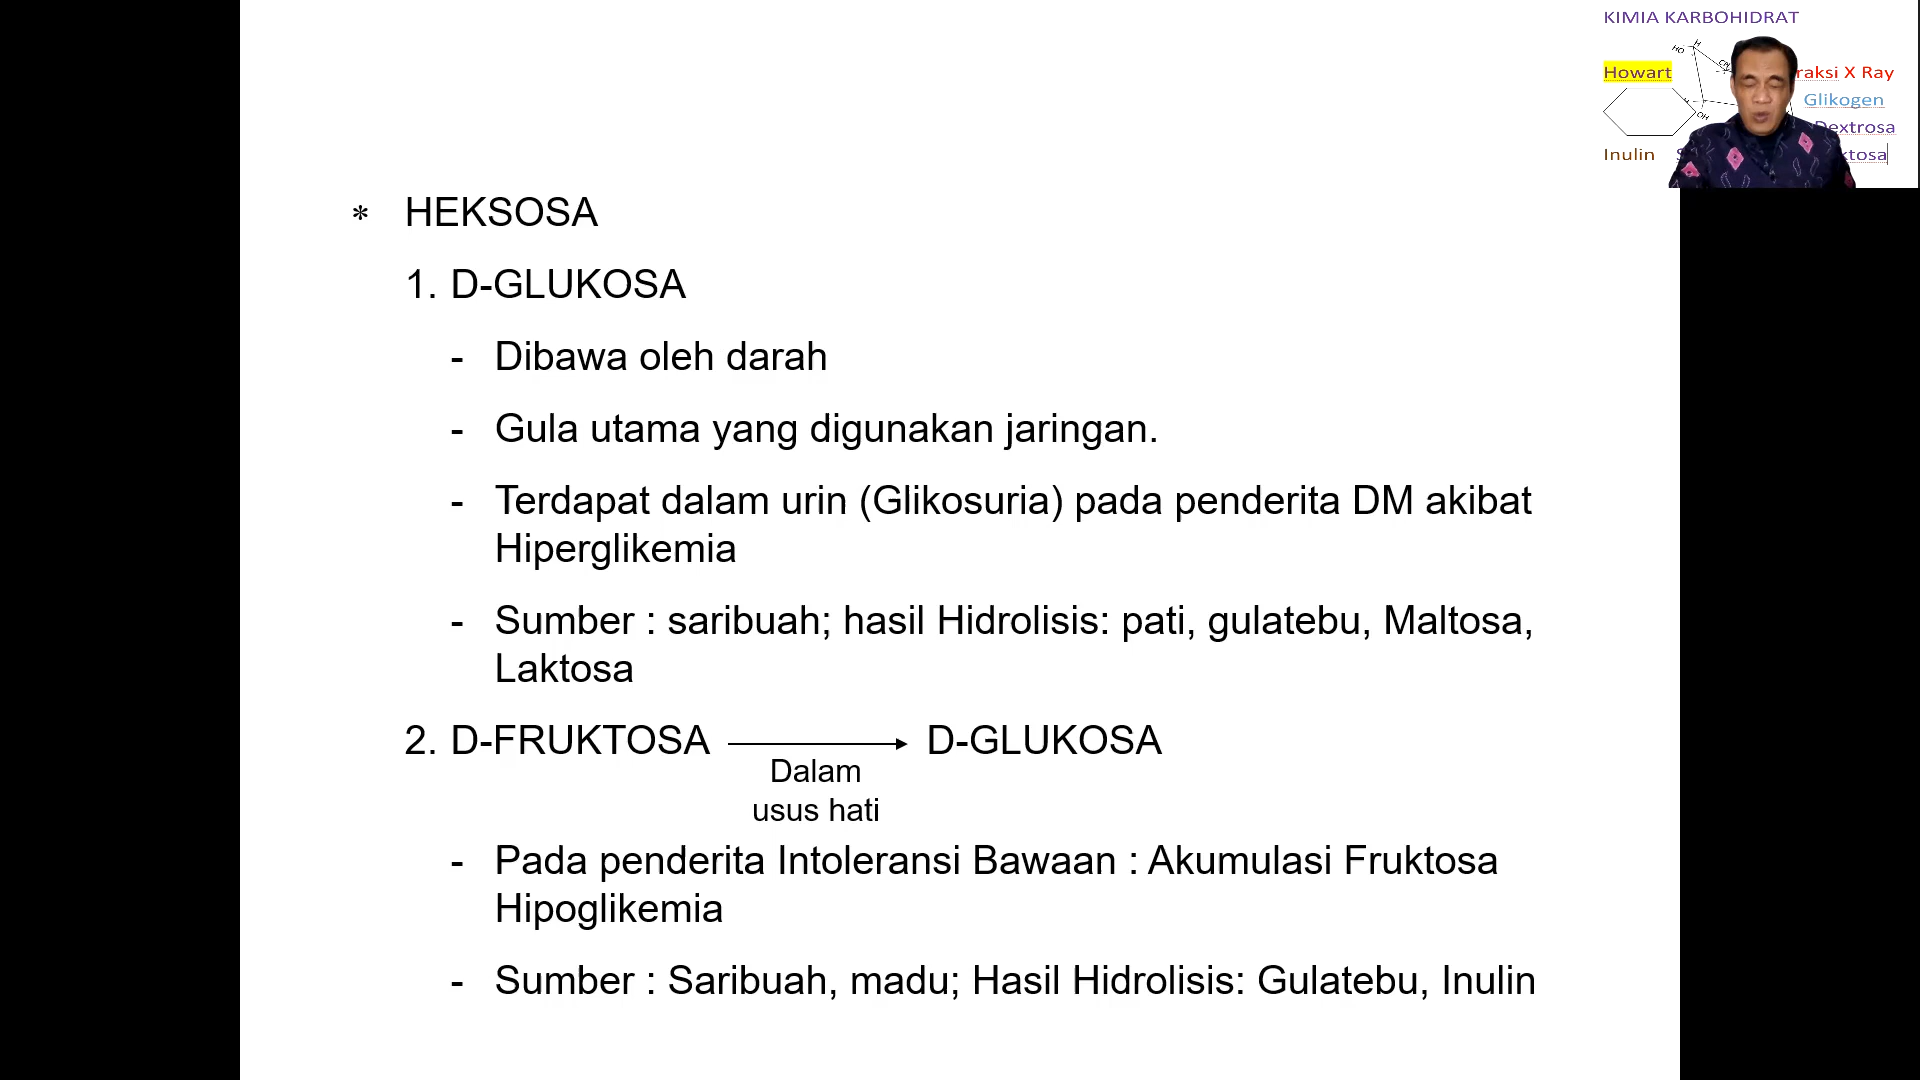 KIMIA KARBOHIDRAT
Howart raksi X Ray
Glikogen
Dextrosa
Inulin ktosa
HO H
OH
* HEKSOSA
1. D-GLUKOSA
- Dibawa oleh darah
- Gula utama yang digunakan jaringan.
- Terdapat dalam urin (Glikosuria) pada penderita DM akibat
Hiperglikemia
- Sumber : saribuah; hasil Hidrolisis: pati, gulatebu, Maltosa,
Laktosa
2. D-FRUKTOSA D-GLUKOSA
Dalam
usus hati
- Pada penderita Intoleransi Bawaan : Akumulasi Fruktosa
Hipoglikemia
- Sumber : Saribuah, madu; Hasil Hidrolisis: Gulatebu, Inulin